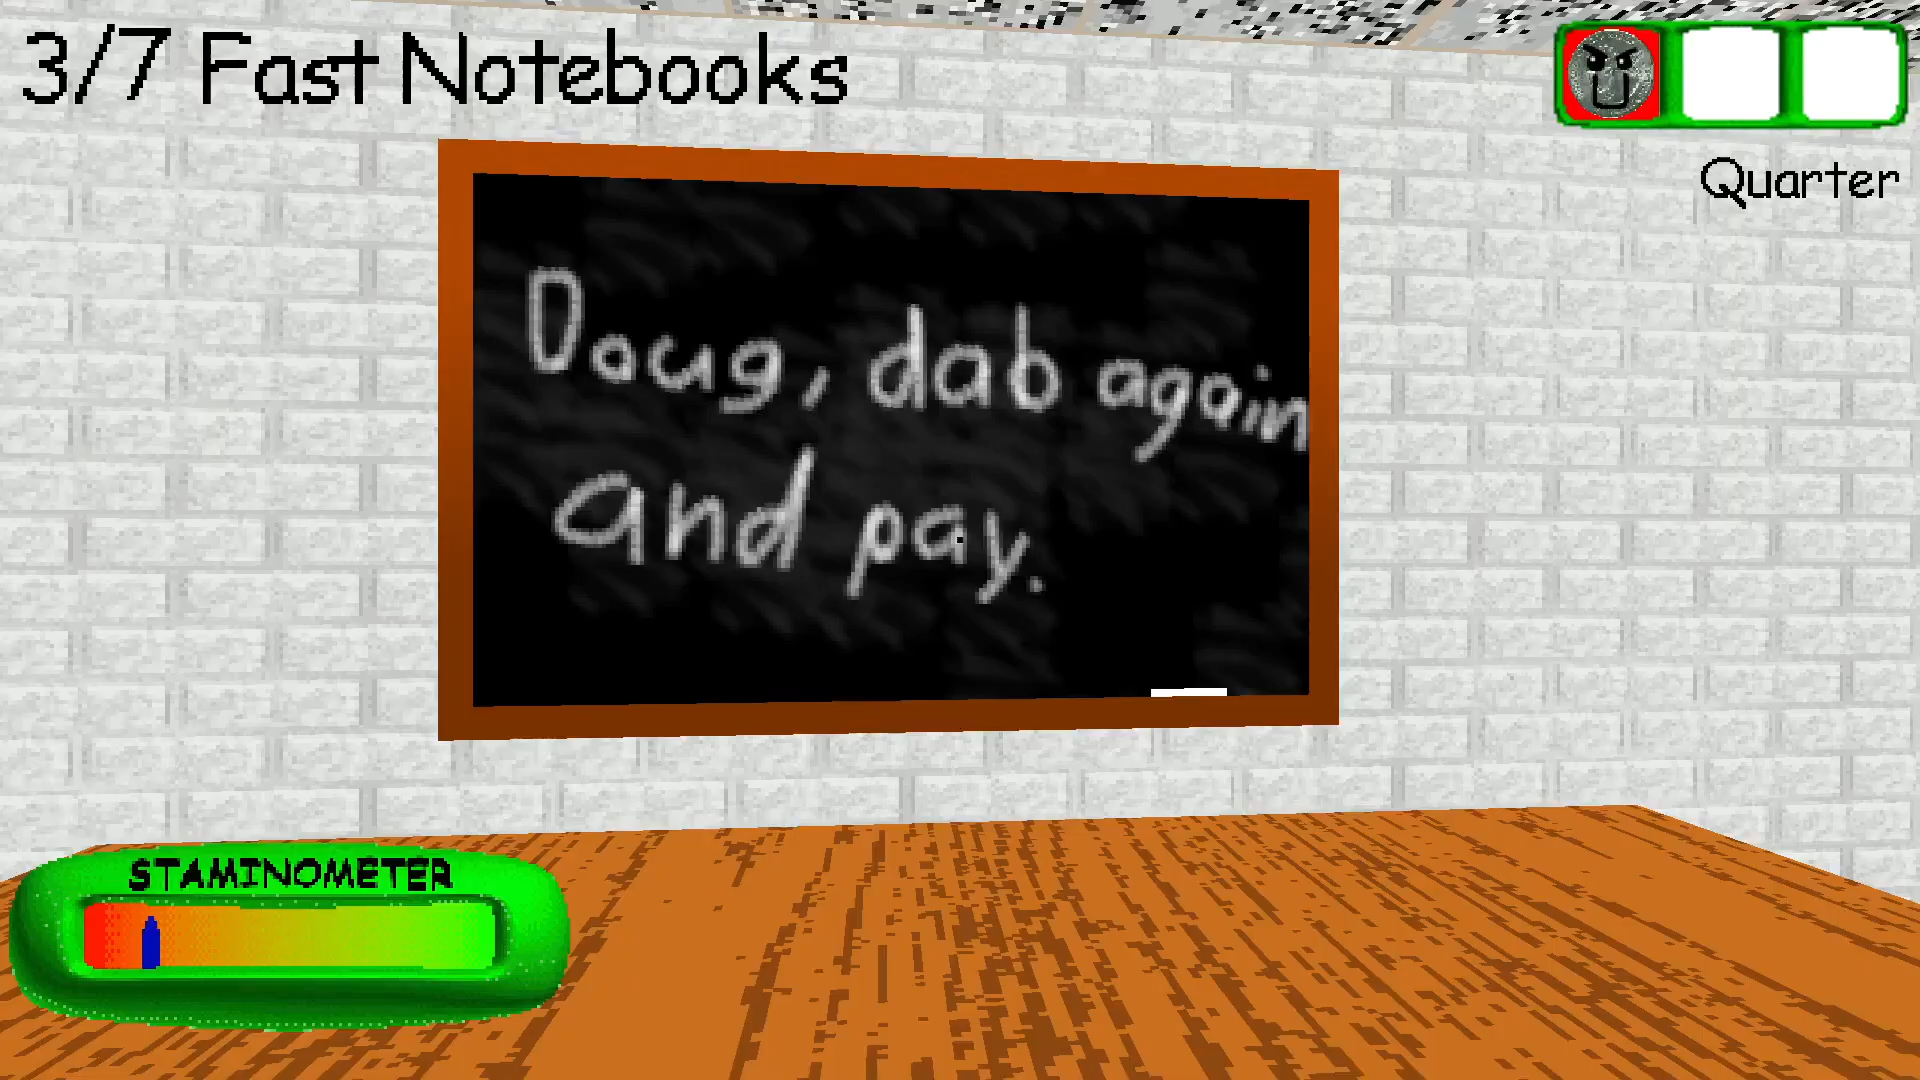 3/7 Fast Notebooks
Quarter
Doug, dab again
and pay.
STAMINOMETER